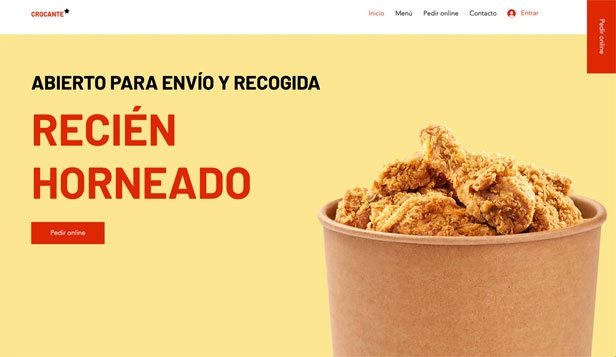 CROCANTE
Inicio
Menú
Pedir online
Contacto
Entrar
Pedir online
ABIERTO PARA ENVÍO Y RECOGIDA
RECIÉN
HORNEADO
Pedir online